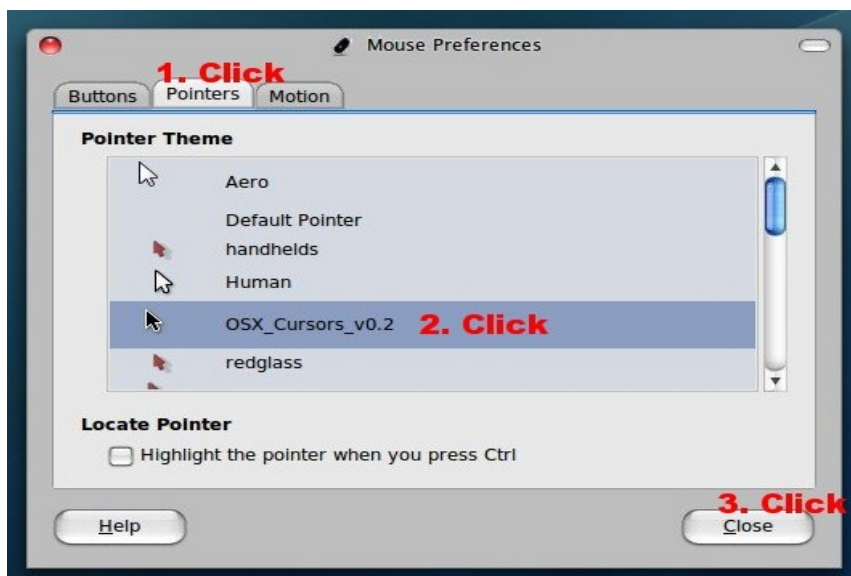 Mouse Preferences
1. Click
Buttons Pointers Motion
Pointer Theme
Aero
Default Pointer
handhelds
Human
OSX_Cursors_v0.2 2. Click
redglass
Locate Pointer
Highlight the pointer when you press Ctrl
3. Click
Help Close